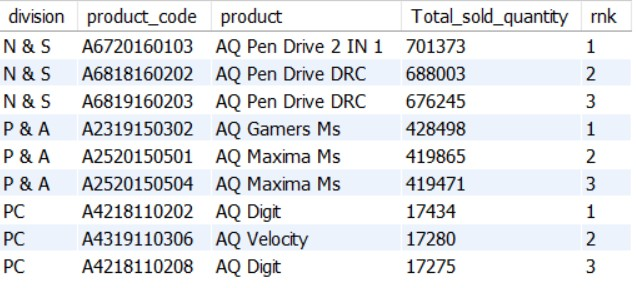 division product_code product Total_sold_quantity rnk
N & S A6720160103 AQ Pen Drive 2 IN 1 701373 1
N & S A6818160202 AQ Pen Drive DRC 688003 2
N & S A6819160203 AQ Pen Drive DRC 676245 3
P & A A2319150302 AQ Gamers Ms 428498 1
P & A A2520150501 AQ Maxima Ms 419865 2
P & A A2520150504 AQ Maxima Ms 419471 3
PC A4218110202 AQ Digit 17434 1
PC A4319110306 AQ Velocity 17280 2
PC A4218110208 AQ Digit 17275 3